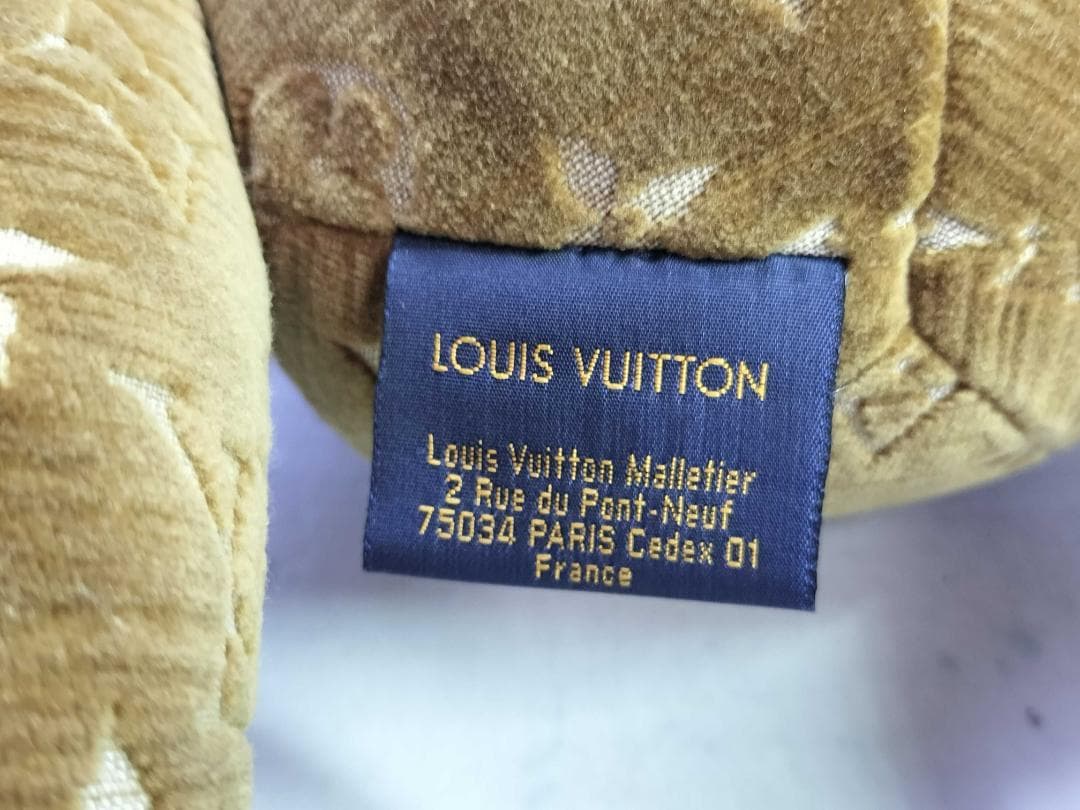 LOUIS VUITTON
Louis Vuitton Malletier
2 Rue du Pont-Neuf
75034 PARIS Cedex 01
France